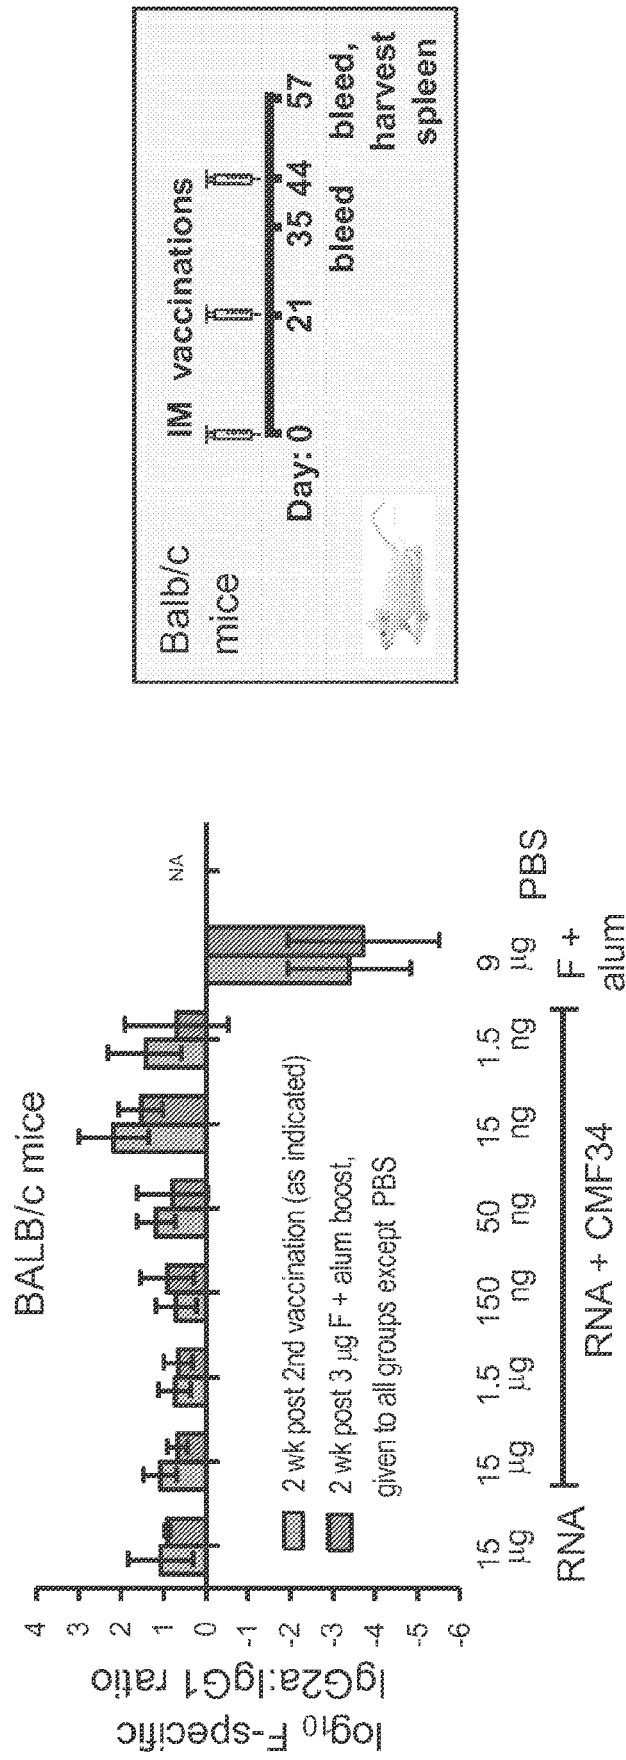 BALB/c mice
log10 F-specific
IgG2a:IgG1 ratio
4
3
2
1
0
-1
-2
-3
-4
-5
-6
NA
2 wk post 2nd vaccination (as indicated)
2 wk post 3 µg F + alum boost,
given to all groups except PBS
15 15 1.5 150 50 15 1.5 9 PBS
µg µg µg ng ng ng ng µg
RNA RNA + CMF34 F +
alum
Balb/c
mice
IM vaccinations
Day: 0 21 35 44 57
bleed bleed,
harvest
spleen